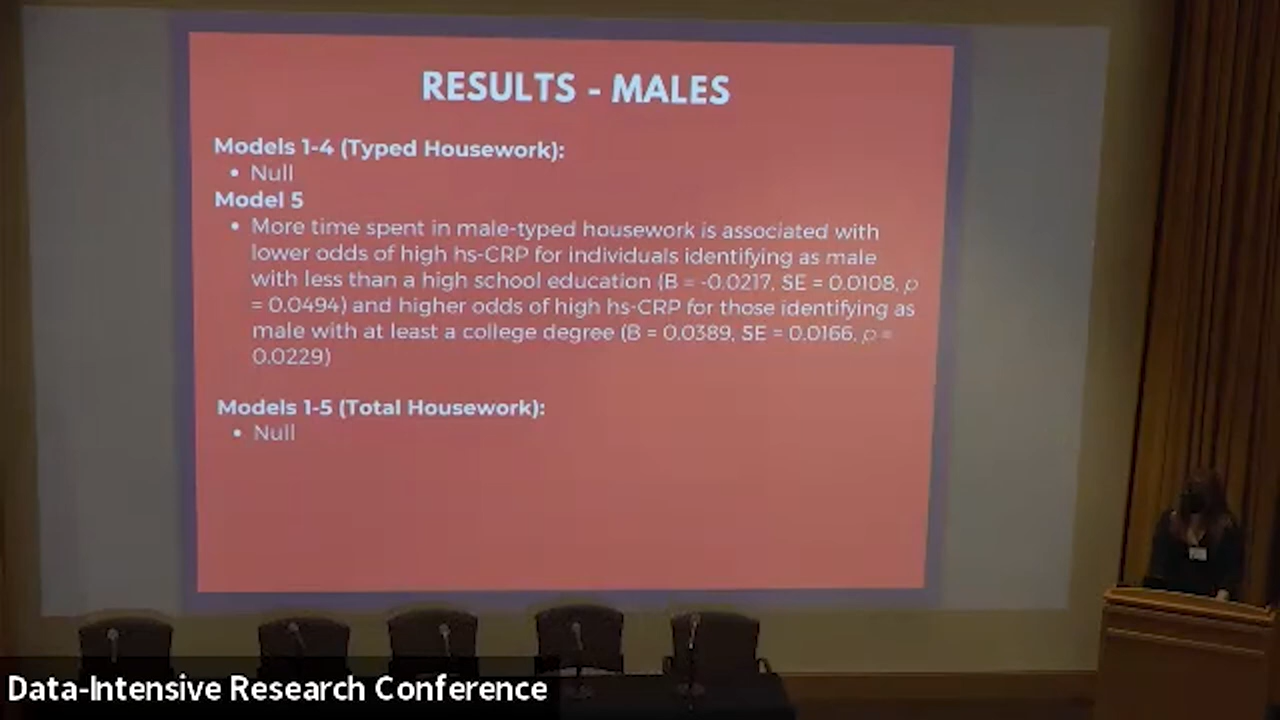 RESULTS - MALES
Models 1-4 (Typed Housework):
• Null
Model 5
• More time spent in male-typed housework is associated with
lower odds of high hs-CRP for individuals identifying as male
with less than a high school education (B = -0.0217, SE = 0.0108, p
= 0.0494) and higher odds of high hs-CRP for those identifying as
male with at least a college degree (B = 0.0389, SE = 0.0166, p =
0.0229)
Models 1-5 (Total Housework):
• Null
Data-Intensive Research Conference